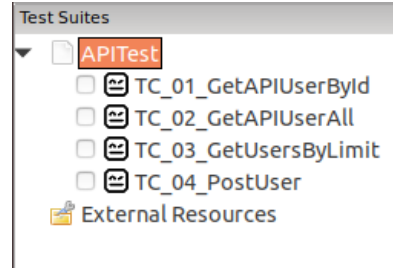 Test Suites
APITest
TC_01_GetAPIUserById
TC_02_GetAPIUserAll
TC_03_GetUsersByLimit
TC_04_PostUser
External Resources